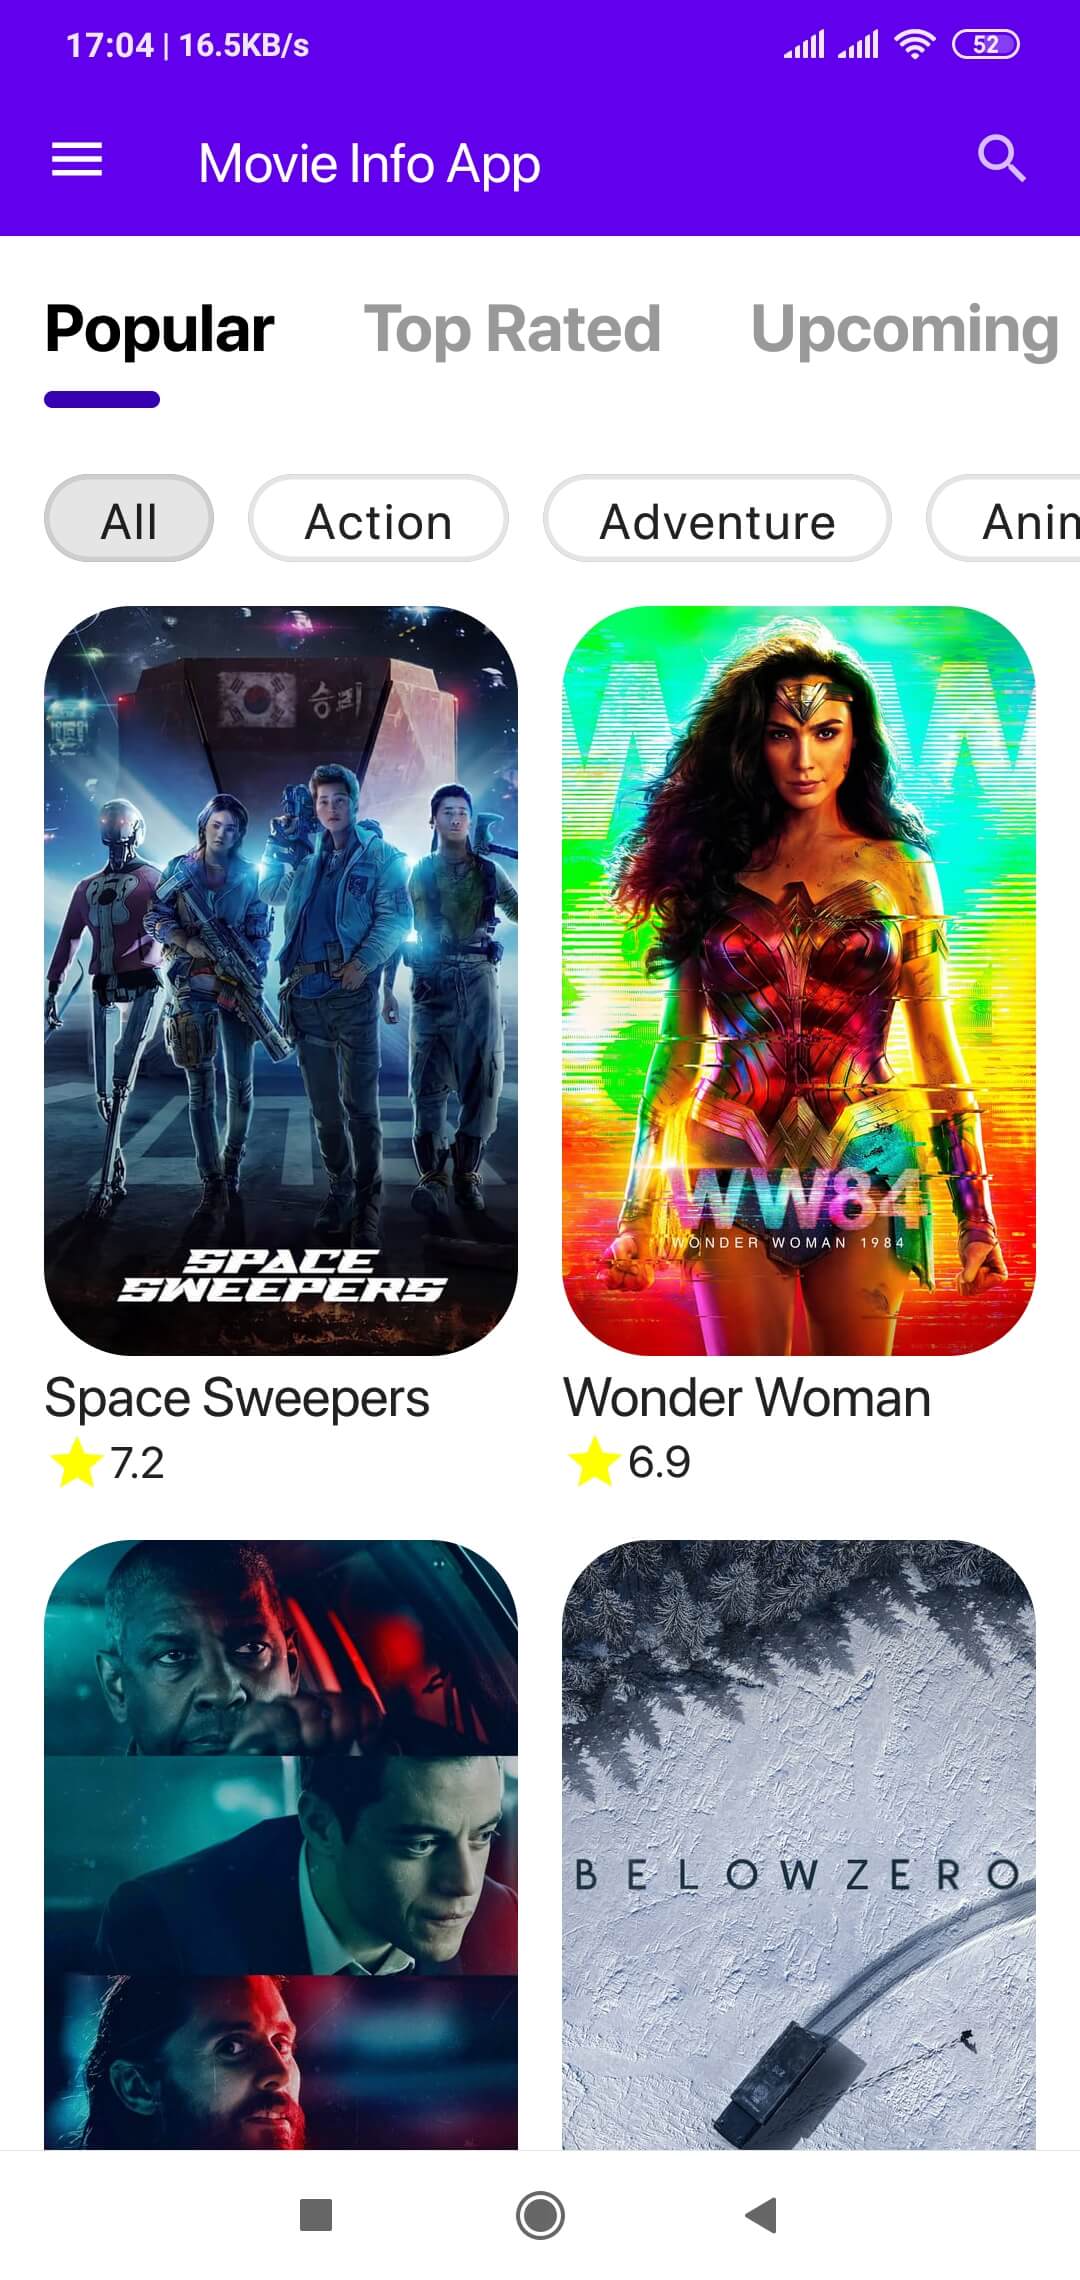 17:04 | 16.5KB/s
52
Movie Info App
Popular
Top Rated
Upcoming
All
Action
Adventure
Anim
승리
SPACE
SWEEPERS
WW84
WONDER WOMAN 1984
Space Sweepers
Wonder Woman
7.2
6.9
BELOW ZERO